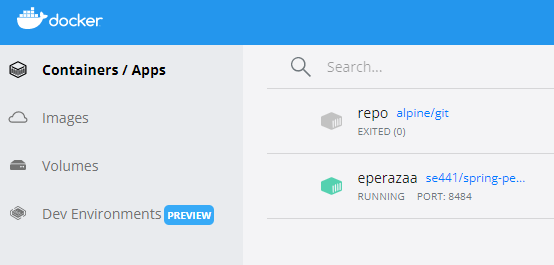 docker
Containers / Apps
Images
Volumes
Dev Environments PREVIEW
Search...
repo alpine/git
EXITED (0)
eperazaa se441/spring-pe...
RUNNING PORT: 8484